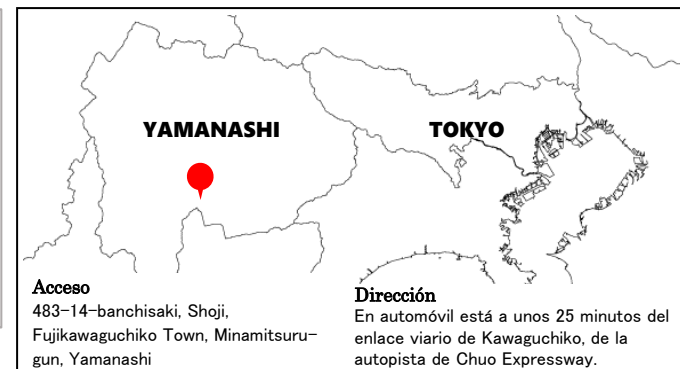 YAMANASHI
TOKYO
Acceso
483-14-banchisaki, Shoji,
Fujikawaguchiko Town, Minamitsuru-
gun, Yamanashi
Dirección
En automóvil está a unos 25 minutos del
enlace viario de Kawaguchiko, de la
autopista de Chuo Expressway.